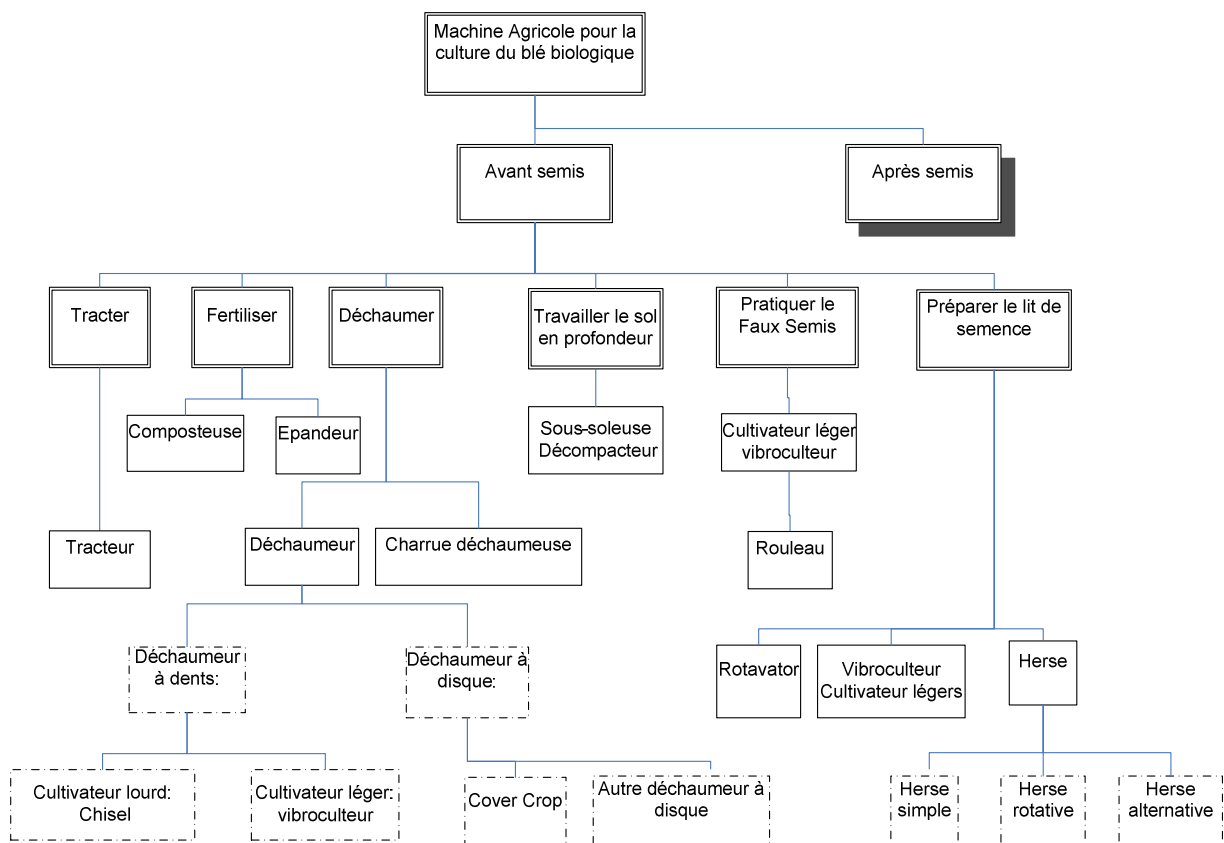 Machine Agricole pour la
culture du blé biologique
Avant semis
Après semis
Tracter
Fertiliser
Déchaumer
Travailler le sol
en profondeur
Pratiquer le
Faux Semis
Préparer le lit de
semence
Composteuse
Epandeur
Sous-soleuse
Décompacteur
Cultivateur léger
vibroculteur
Tracteur
Déchaumeur
Charrue déchaumeuse
Rouleau
Déchaumeur
à dents:
Déchaumeur à
disque:
Rotavator
Vibroculteur
Cultivateur légers
Herse
Cultivateur lourd:
Chisel
Cultivateur léger:
vibroculteur
Cover Crop
Autre déchaumeur à
disque
Herse
simple
Herse
rotative
Herse
alternative